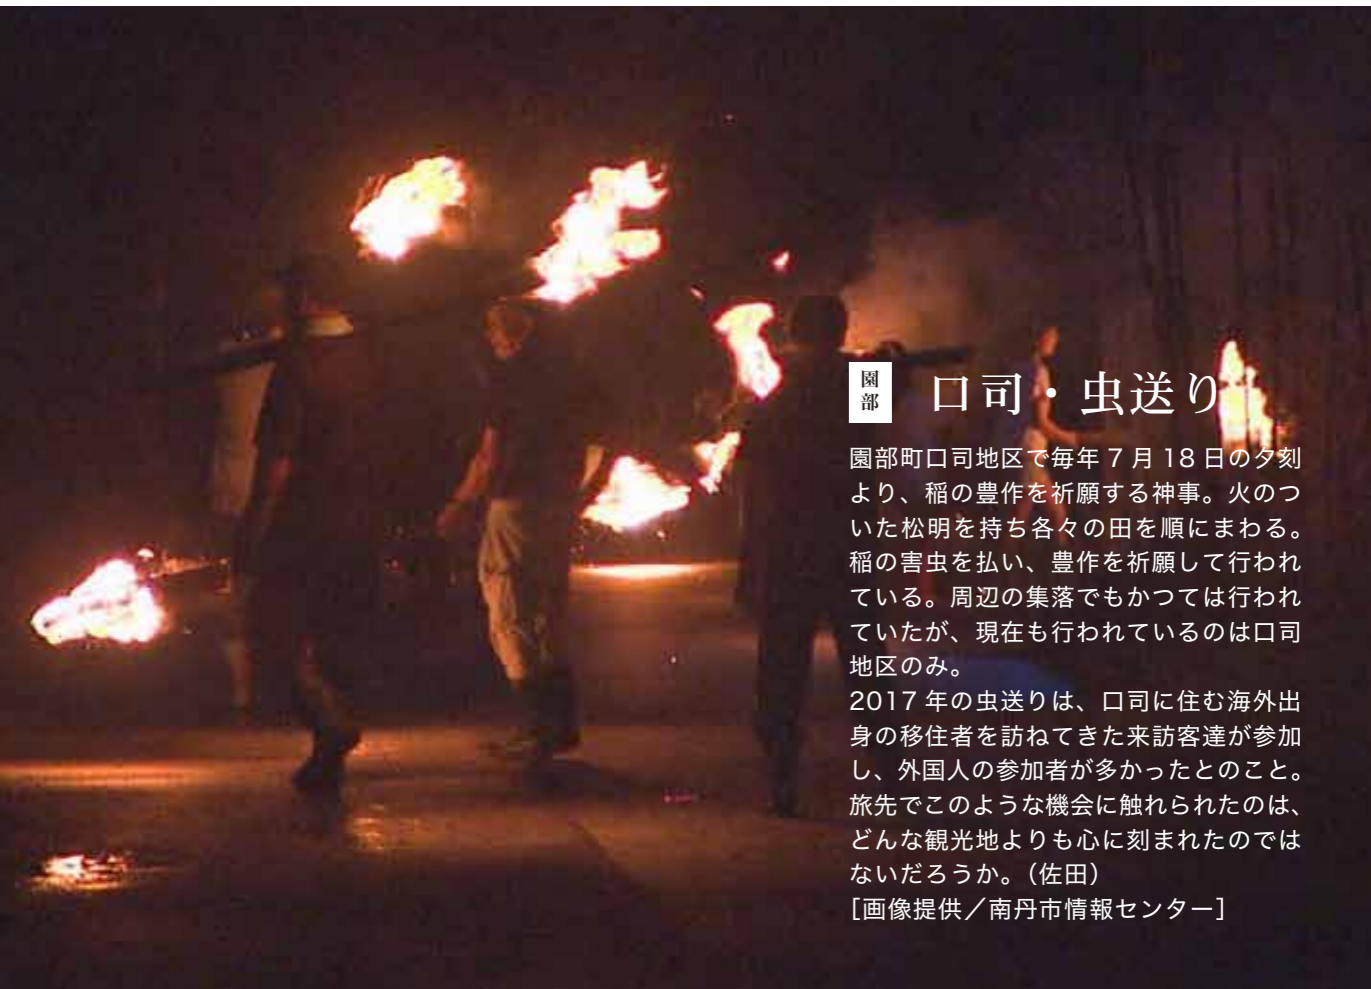 園部
口司・虫送り
園部町口司地区で毎年7月18日の夕刻
より、稲の豊作を祈願する神事。火のつ
いた松明を持ち各々の田を順にまわる。
稲の害虫を払い、豊作を祈願して行われ
ている。周辺の集落でもかつては行われ
ていたが、現在も行われているのは口司
地区のみ。
2017年の虫送りは、口司に住む海外出
身の移住者を訪ねてきた来訪客達が参加
し、外国人の参加者が多かったとのこと。
旅先でこのような機会に触れられたのは、
どんな観光地よりも心に刻まれたのでは
ないだろうか。（佐田）
［画像提供／南丹市情報センター］